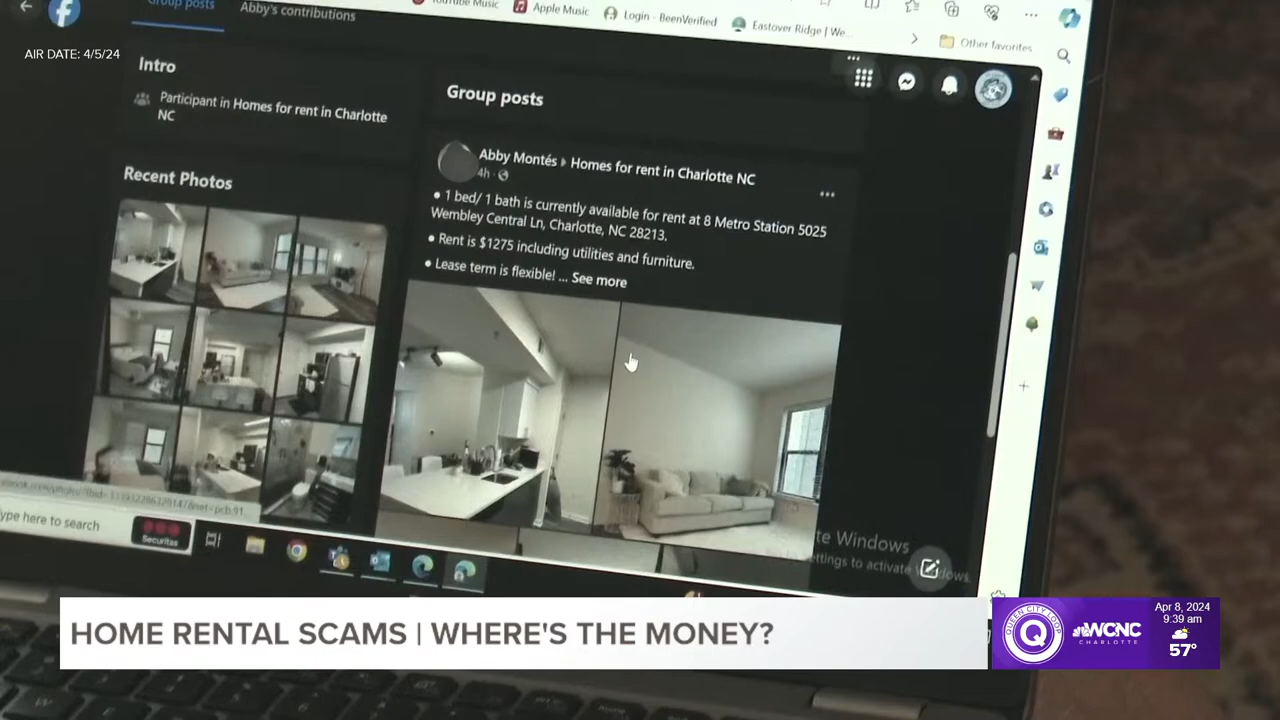 Group posts
Abby's contributions
YouTube Music
Apple Music
Login - BeenVerified
Eastover Ridge | We...
Other favorites
AIR DATE: 4/5/24
Intro
Participant in Homes for rent in Charlotte
NC
Recent Photos
Group posts
Abby Montés ▸ Homes for rent in Charlotte NC
4h ·
• 1 bed/ 1 bath is currently available for rent at 8 Metro Station 5025
Wembley Central Ln, Charlotte, NC 28213.
• Rent is $1275 including utilities and furniture.
• Lease term is flexible! ... See more
te Windows
ettings to activate
ype here to search
Securitas
HOME RENTAL SCAMS | WHERE'S THE MONEY?
QUEEN CITY LOOP
Q
WCNC
CHARLOTTE
Apr 8, 2024
9:39 am
57°